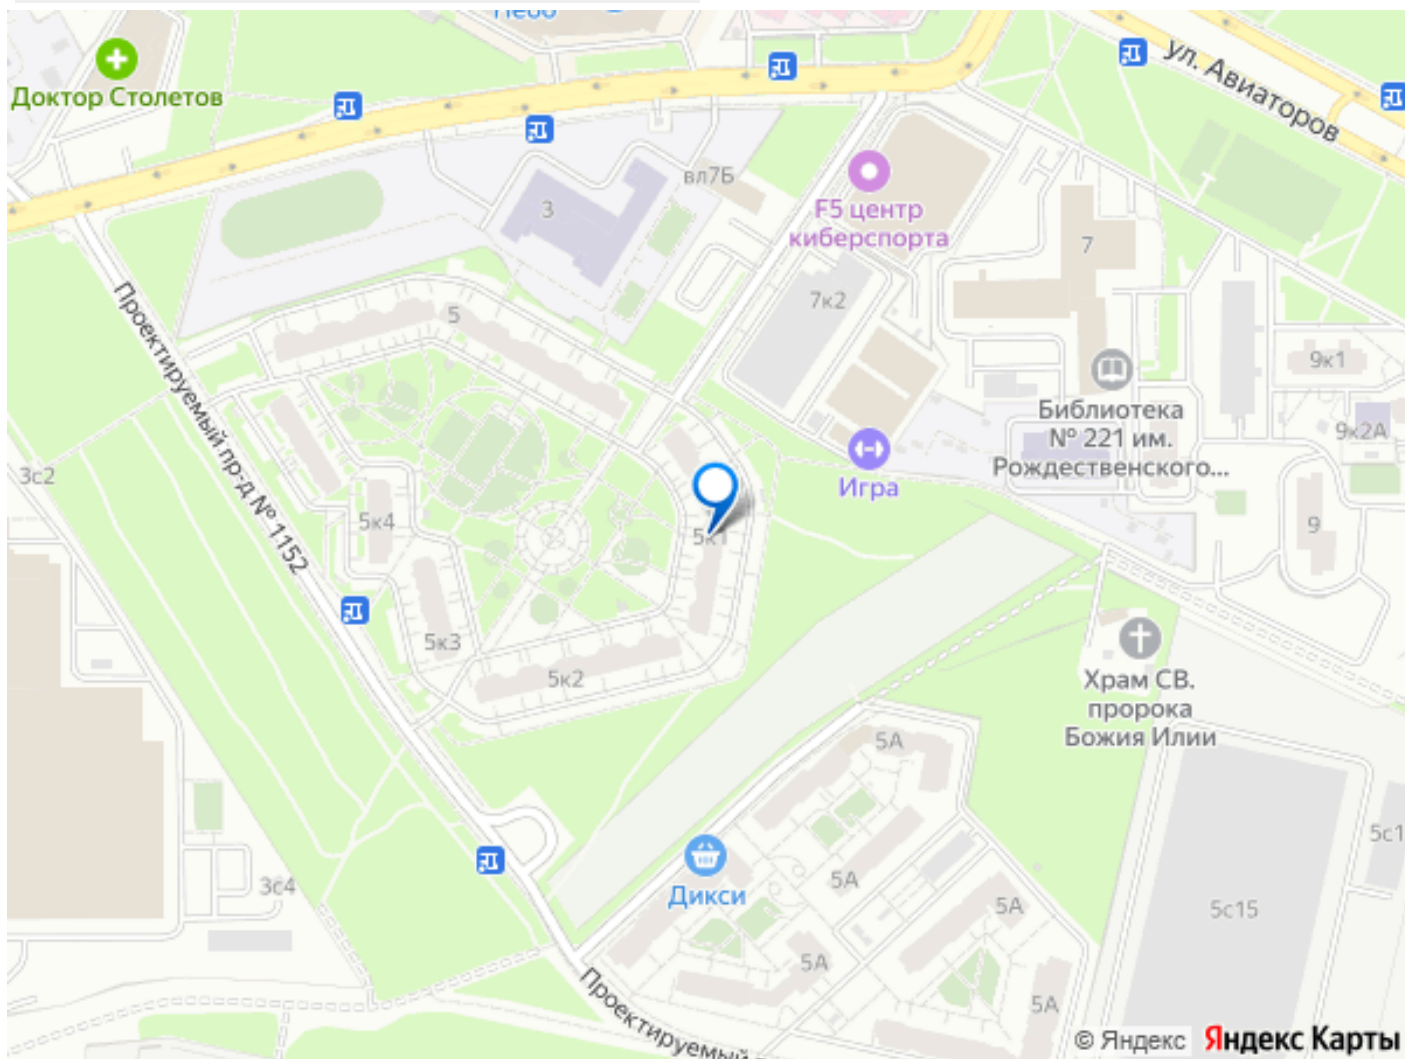 Небо
Доктор Столетов
ул. Авиаторов
вл7Б
3
F5 центр
киберспорта
7
7к2
5
9к1
Проектируемый пр-д № 1152
Библиотека
№ 221 им.
Рождественского...
9к2А
3с2
Игра
5к4
5к1
9
5к3
5к2
Храм СВ.
пророка
Божия Илии
5А
5с1
Дикси
5А
3с4
5А
5с15
5А
Проектируемый
5А
© Яндекс Яндекс Карты